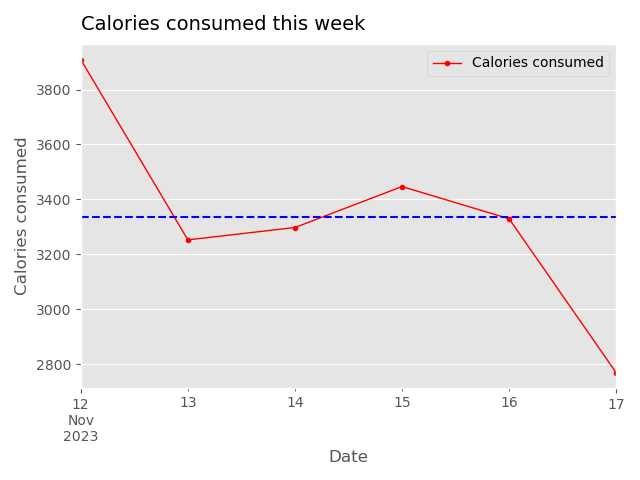 Calories consumed this week
Calories consumed
3800
3600
3400
3200
3000
2800
Calories consumed
12
Nov
2023
13
14
15
16
17
Date